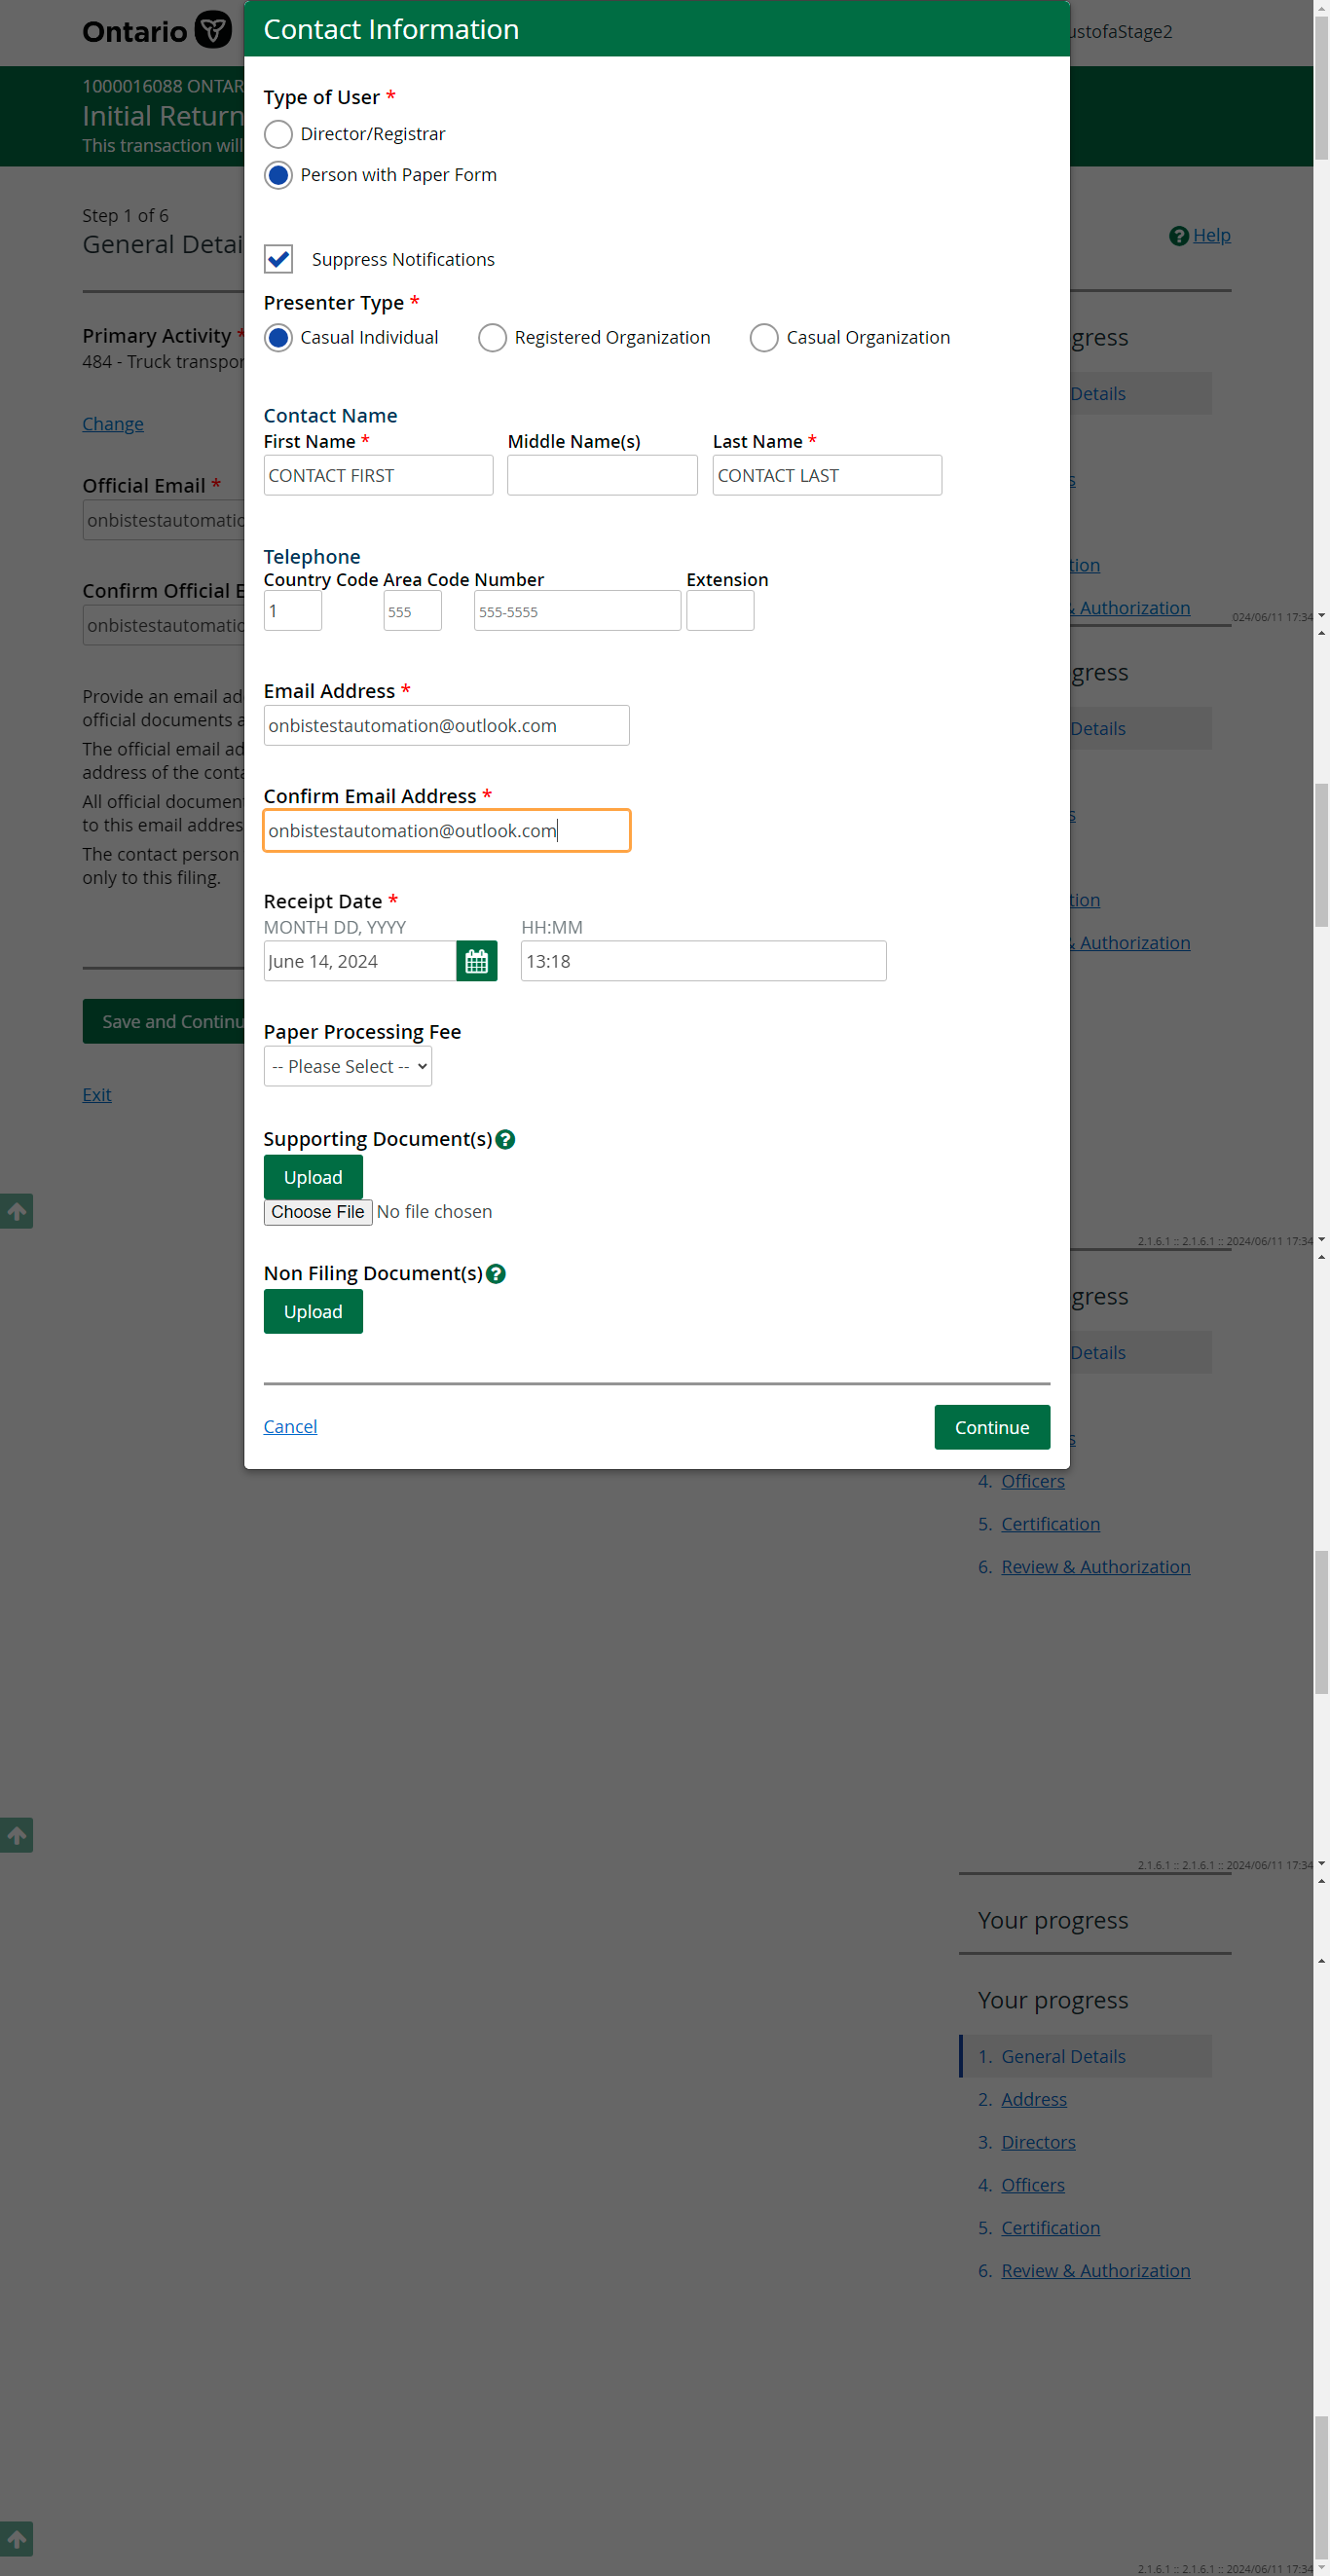 Ontario
ustofaStage2
Contact Information
1000016088 ONTAR
Initial Return
This transaction will
Type of User *
Director/Registrar
Person with Paper Form
Step 1 of 6
General Detai
Help
Suppress Notifications
Presenter Type *
Casual Individual
Registered Organization
Casual Organization
Primary Activity *
484 - Truck transpor
Change
gress
Details
Contact Name
First Name *
Middle Name(s)
Last Name *
CONTACT FIRST
CONTACT LAST
Official Email *
onbistestautomatic
s
Telephone
Country Code
Area Code
Number
Extension
1
555
555-5555
tion
Confirm Official E
onbistestautomatic
& Authorization
024/06/11 17:34
Email Address *
onbistestautomation@outlook.com
gress
Details
Provide an email ad
official documents a
The official email ad
address of the conta
All official documen
to this email addres
The contact person
only to this filing.
Confirm Email Address *
onbistestautomation@outlook.com
s
tion
& Authorization
Receipt Date *
MONTH DD, YYYY
HH:MM
June 14, 2024
13:18
Save and Continu
Paper Processing Fee
-- Please Select --
Exit
Supporting Document(s)
Upload
Choose File No file chosen
2.1.6.1 :: 2.1.6.1 :: 2024/06/11 17:34
Non Filing Document(s)
Upload
gress
Details
Cancel
Continue
s
4. Officers
5. Certification
6. Review & Authorization
2.1.6.1 :: 2.1.6.1 :: 2024/06/11 17:34
Your progress
Your progress
1. General Details
2. Address
3. Directors
4. Officers
5. Certification
6. Review & Authorization
2.1.6.1 :: 2.1.6.1 :: 2024/06/11 17:34